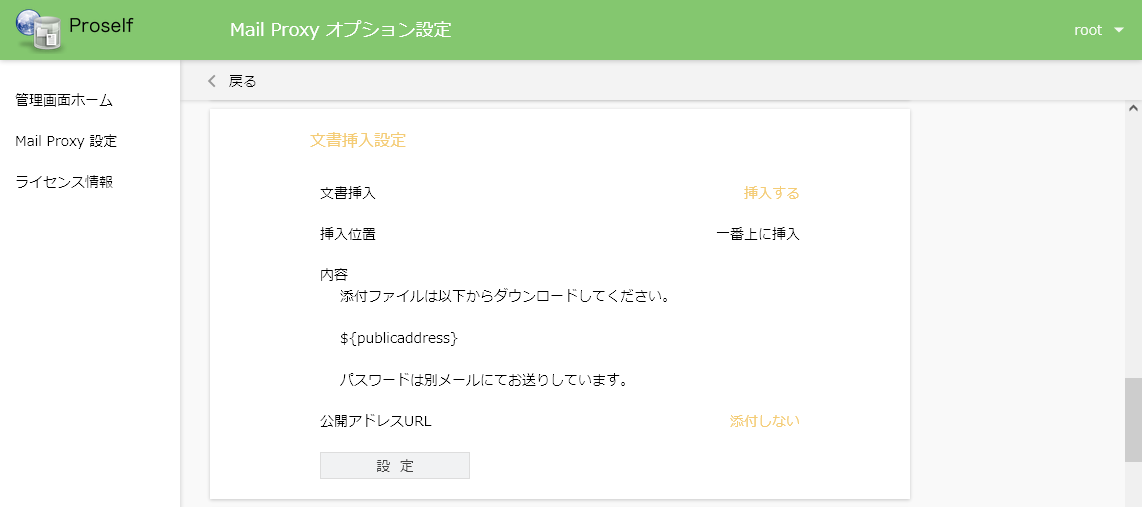 Proself
Mail Proxy オプション設定
root
戻る
管理画面ホーム
Mail Proxy 設定
ライセンス情報
文書挿入設定
文書挿入 挿入する
挿入位置 一番上に挿入
内容
添付ファイルは以下からダウンロードしてください。
${publicaddress}
パスワードは別メールにてお送りしています。
公開アドレスURL 添付しない
設 定